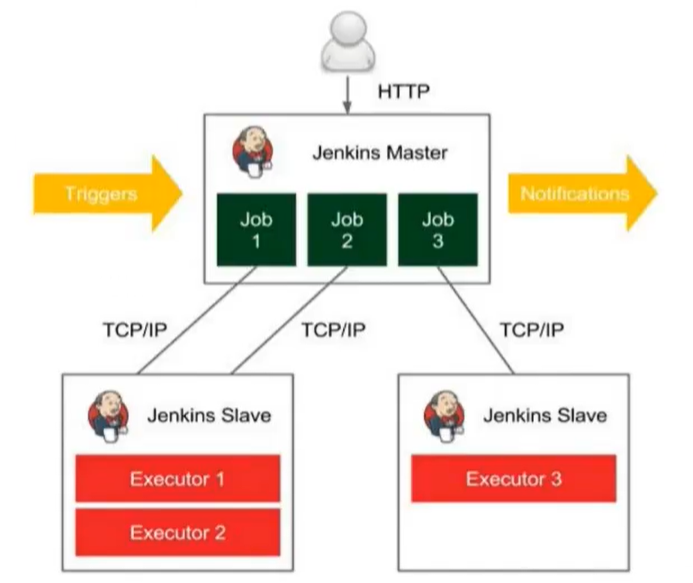 HTTP
Jenkins Master
Triggers
Notifications
Job
1
Job
2
Job
3
TCP/IP
TCP/IP
TCP/IP
Jenkins Slave
Jenkins Slave
Executor 1
Executor 3
Executor 2